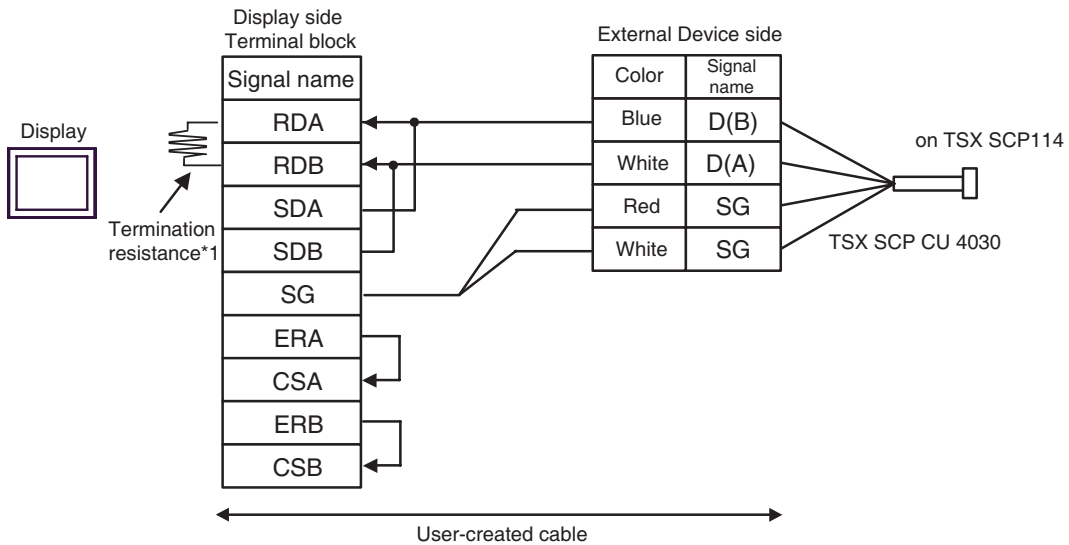 Display side
Terminal block
Signal name
RDA
RDB
SDA
SDB
SG
ERA
CSA
ERB
CSB
Display
Termination
resistance*1
External Device side
Color
Signal
name
Blue
D(B)
White
D(A)
Red
SG
White
SG
on TSX SCP114
TSX SCP CU 4030
User-created cable